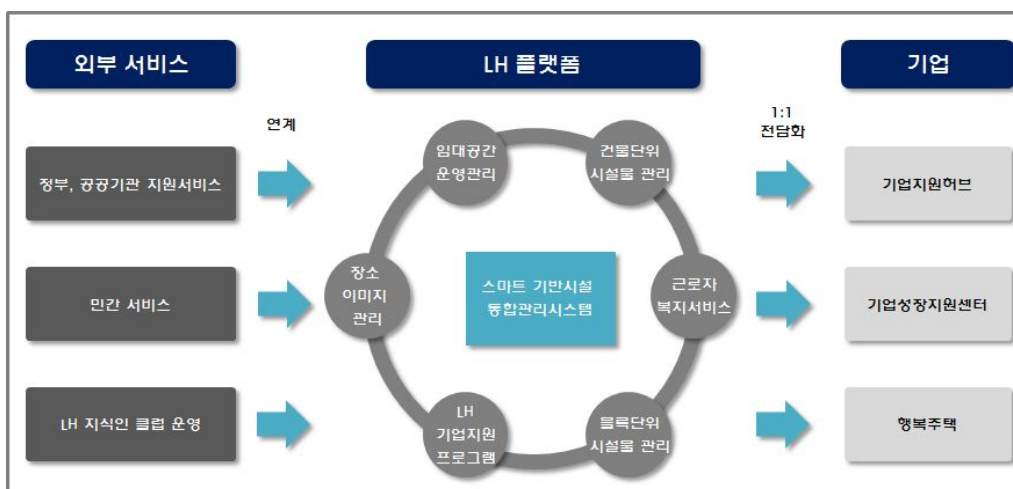 외부 서비스
LH 플랫폼
기업
연계
1:1
전담화
정부, 공공기관 지원서비스
민간 서비스
LH 지식인 클럽 운영
임대공간
운영관리
건물단위
시설물 관리
장소
이미지
관리
스마트 기반시설
통합관리시스템
근로자
복지서비스
LH
기업지원
프로그램
블록단위
시설물 관리
기업지원허브
기업성장지원센터
행복주택